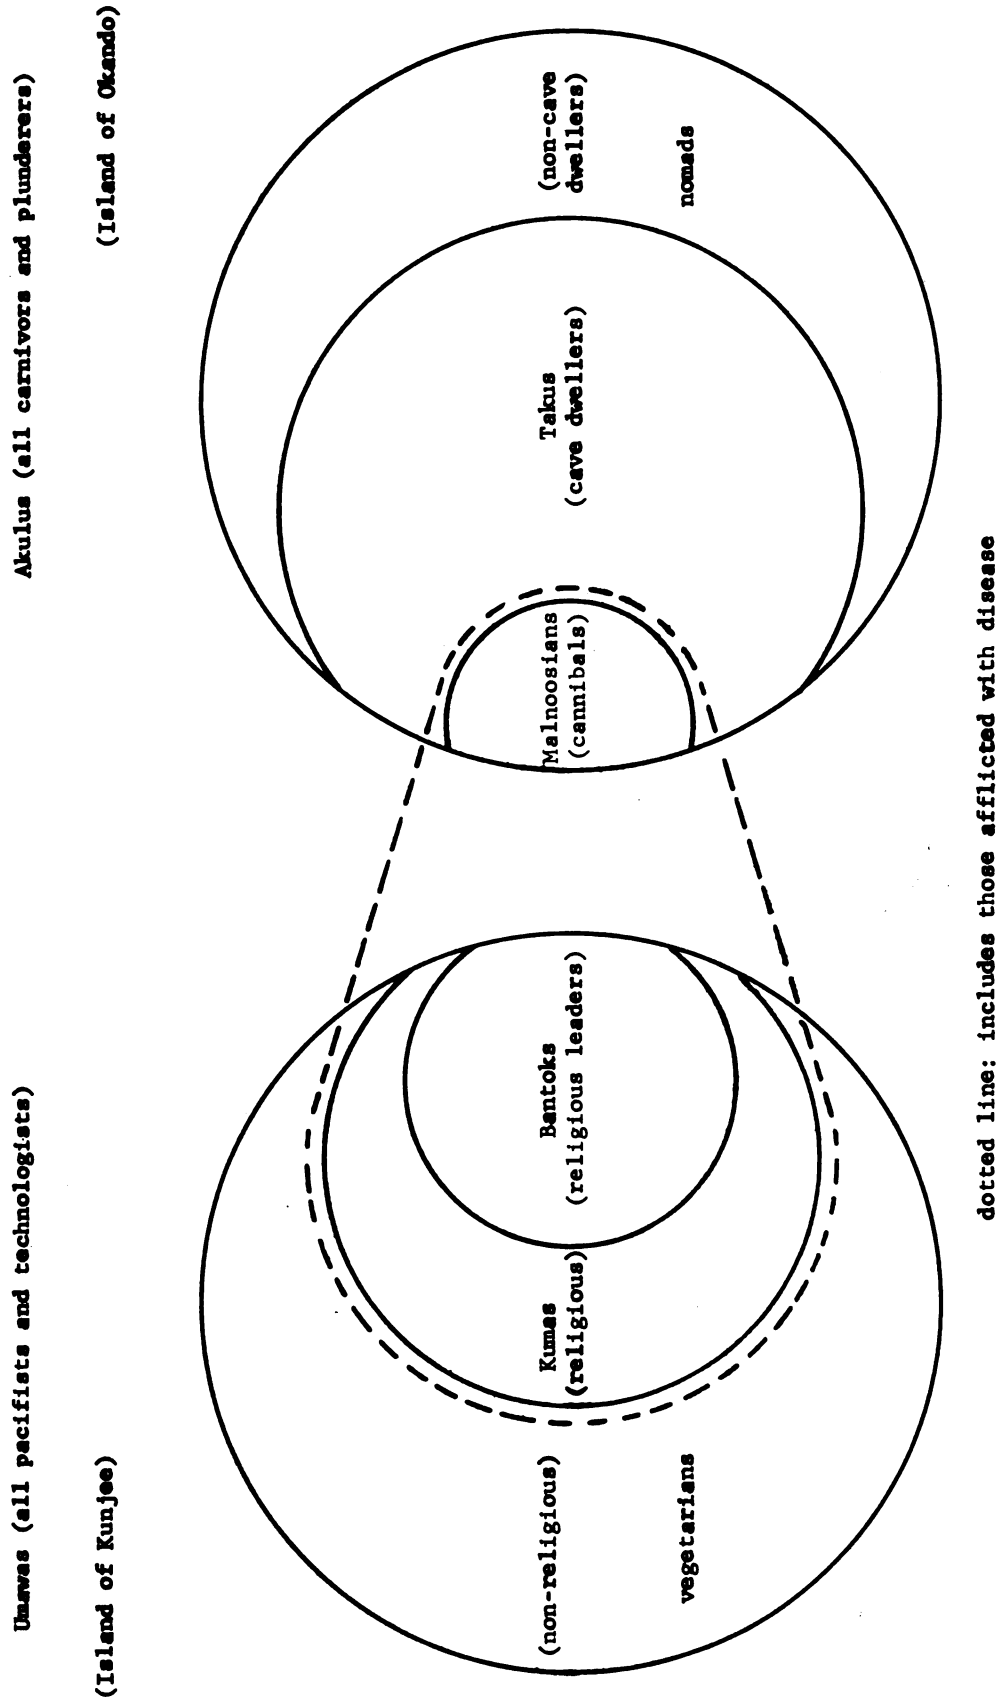 Umawas (all pacifists and technologists)
Akulus (all carnivors and plunderers)
(Island of Kunjee)
(Island of Okando)
(non-religious)
vegetarians
Kumas
(religious)
Bantoks
(religious leaders)
Malnoosians
(cannibals)
Takus
(cave dwellers)
(non-cave
dwellers)
nomads
dotted line: includes those afflicted with disease